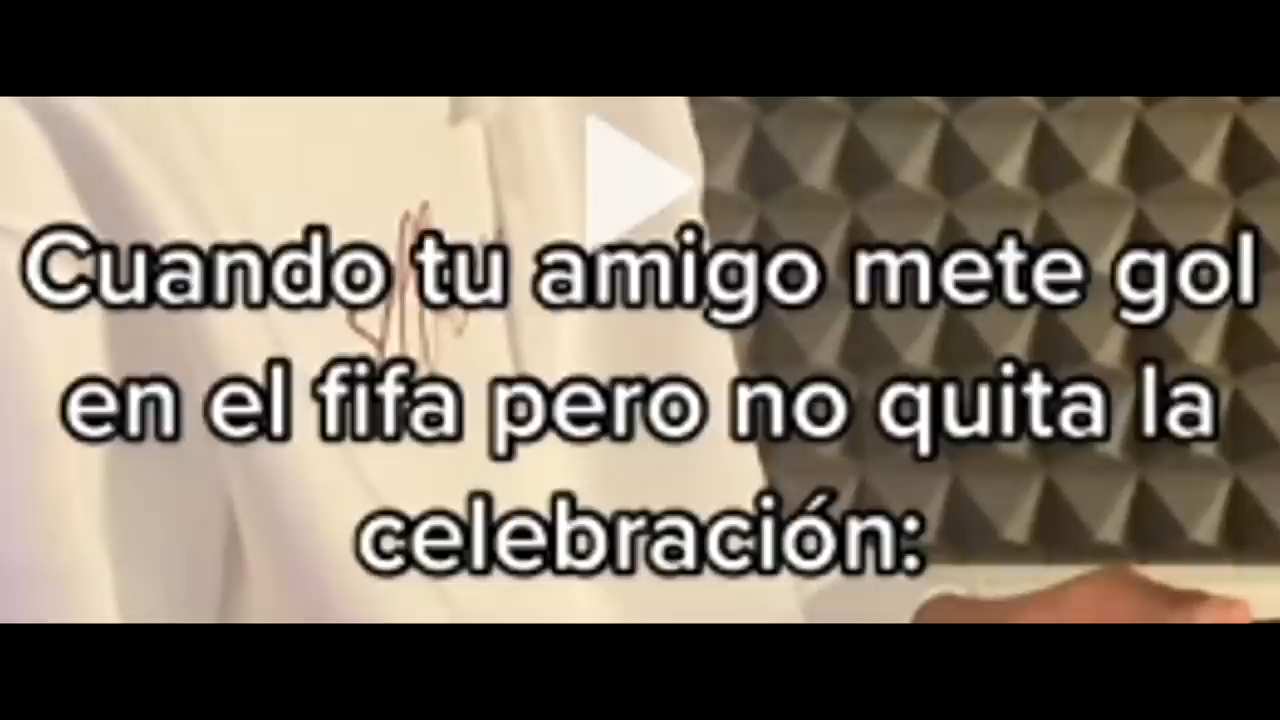 Cuando tu amigo mete gol
en el fifa pero no quita la
celebración: